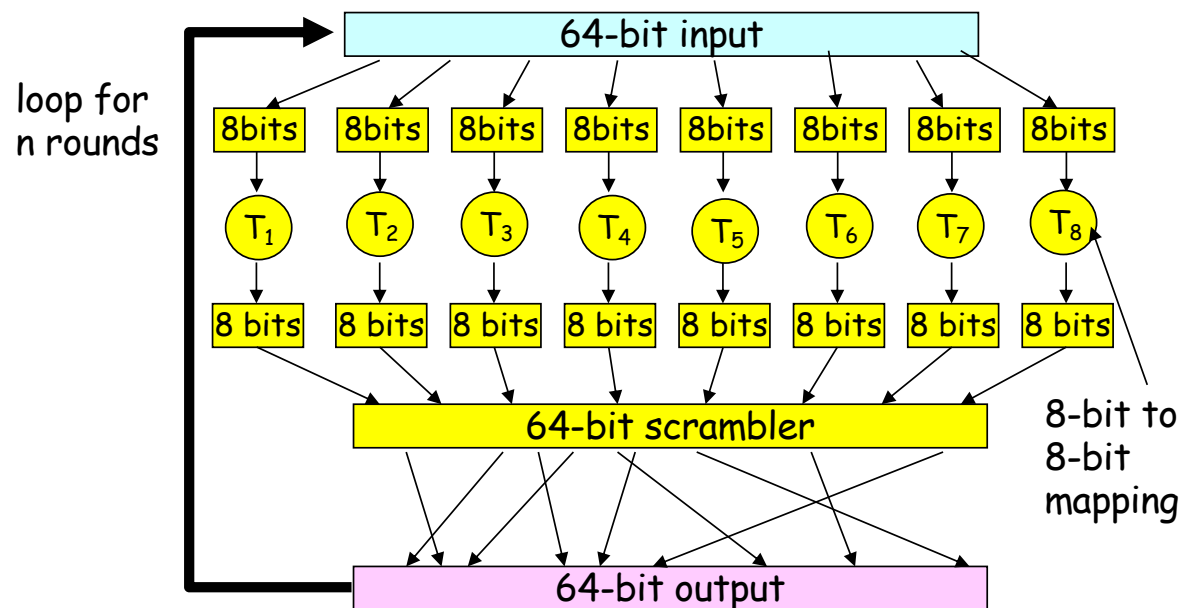 64-bit input
loop for
n rounds
8bits 8bits 8bits 8bits 8bits 8bits 8bits 8bits
T1 T2 T3 T4 T5 T6 T7 T8
8 bits 8 bits 8 bits 8 bits 8 bits 8 bits 8 bits 8 bits
64-bit scrambler
8-bit to
8-bit
mapping
64-bit output